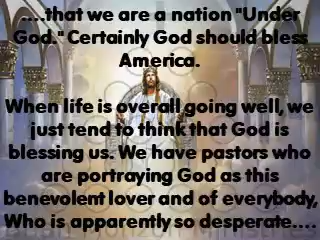 ....that we are a nation "Under
God." Certainly God should bless
America.
When life is overall going well, we
just tend to think that God is
blessing us. We have pastors who
are portraying God as this
benevolent lover and of everybody,
Who is apparently so desperate....